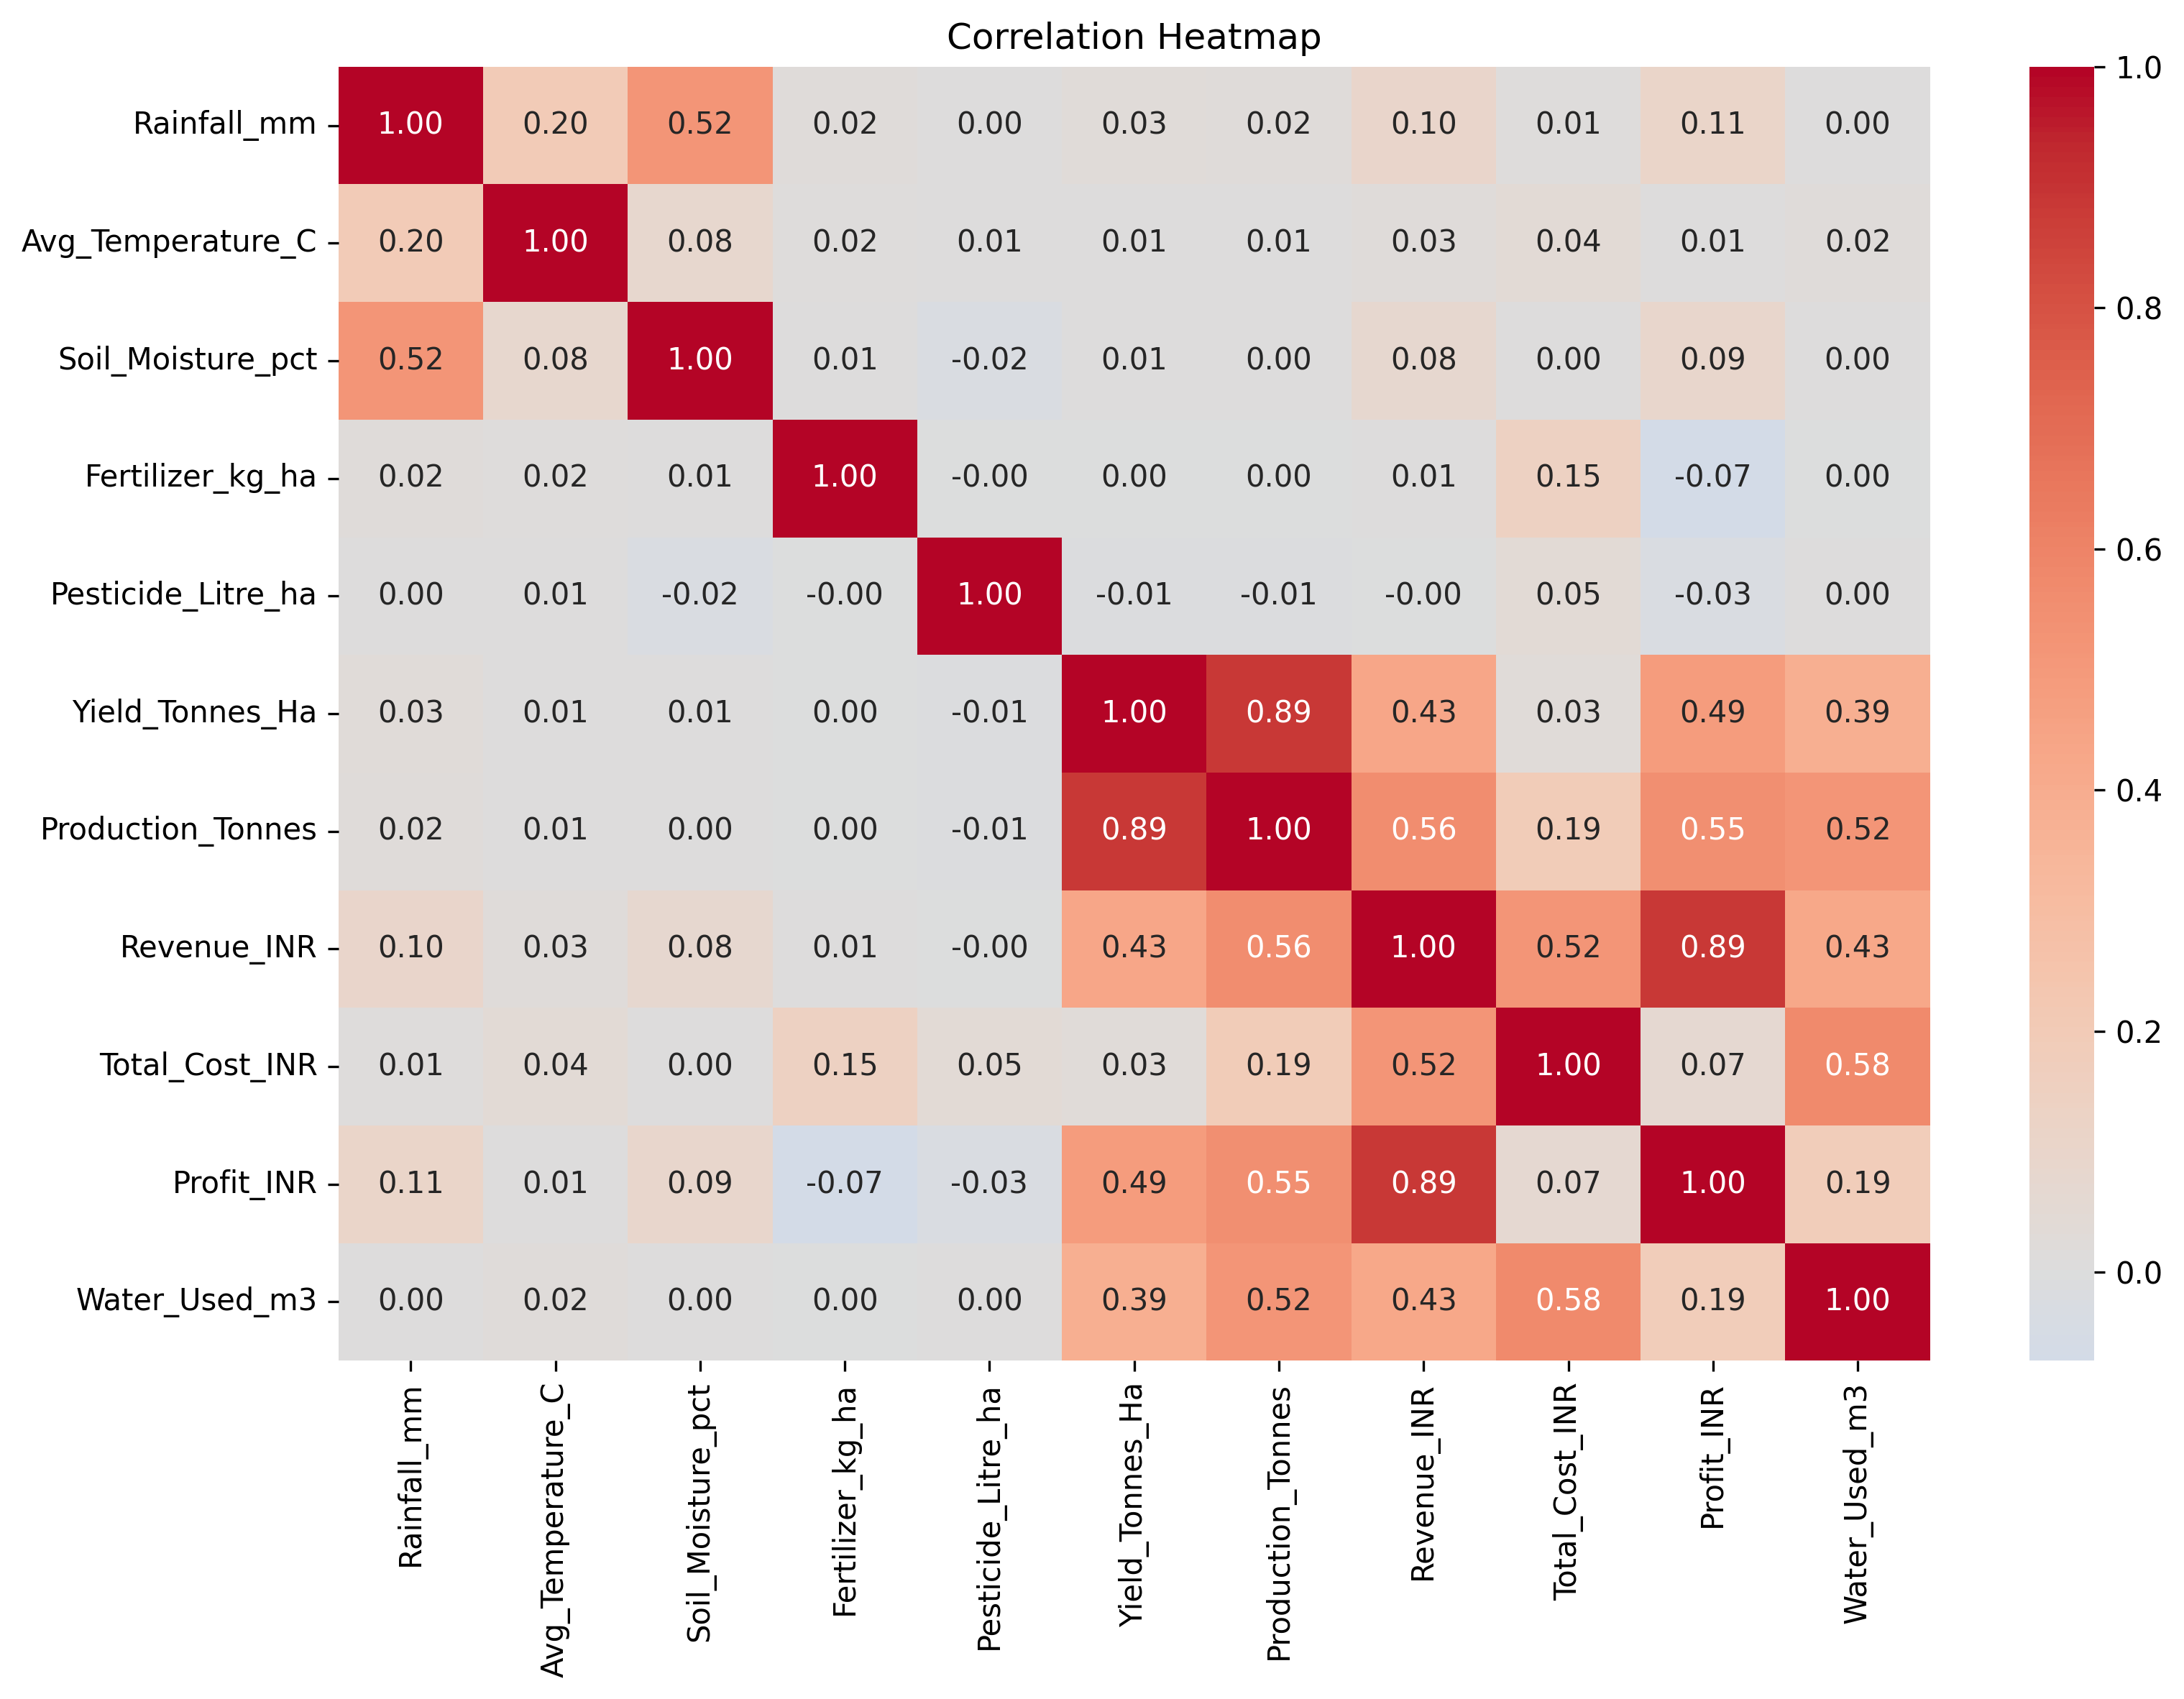 Correlation Heatmap
Rainfall_mm 1.00 0.20 0.52 0.02 0.00 0.03 0.02 0.10 0.01 0.11 0.00
Avg_Temperature_C 0.20 1.00 0.08 0.02 0.01 0.01 0.01 0.03 0.04 0.01 0.02
Soil_Moisture_pct 0.52 0.08 1.00 0.01 -0.02 0.01 0.00 0.08 0.00 0.09 0.00
Fertilizer_kg_ha 0.02 0.02 0.01 1.00 -0.00 0.00 0.00 0.01 0.15 -0.07 0.00
Pesticide_Litre_ha 0.00 0.01 -0.02 -0.00 1.00 -0.01 -0.01 -0.00 0.05 -0.03 0.00
Yield_Tonnes_Ha 0.03 0.01 0.01 0.00 -0.01 1.00 0.89 0.43 0.03 0.49 0.39
Production_Tonnes 0.02 0.01 0.00 0.00 -0.01 0.89 1.00 0.56 0.19 0.55 0.52
Revenue_INR 0.10 0.03 0.08 0.01 -0.00 0.43 0.56 1.00 0.52 0.89 0.43
Total_Cost_INR 0.01 0.04 0.00 0.15 0.05 0.03 0.19 0.52 1.00 0.07 0.58
Profit_INR 0.11 0.01 0.09 -0.07 -0.03 0.49 0.55 0.89 0.07 1.00 0.19
Water_Used_m3 0.00 0.02 0.00 0.00 0.00 0.39 0.52 0.43 0.58 0.19 1.00
Rainfall_mm
Avg_Temperature_C
Soil_Moisture_pct
Fertilizer_kg_ha
Pesticide_Litre_ha
Yield_Tonnes_Ha
Production_Tonnes
Revenue_INR
Total_Cost_INR
Profit_INR
Water_Used_m3
1.0
0.8
0.6
0.4
0.2
0.0